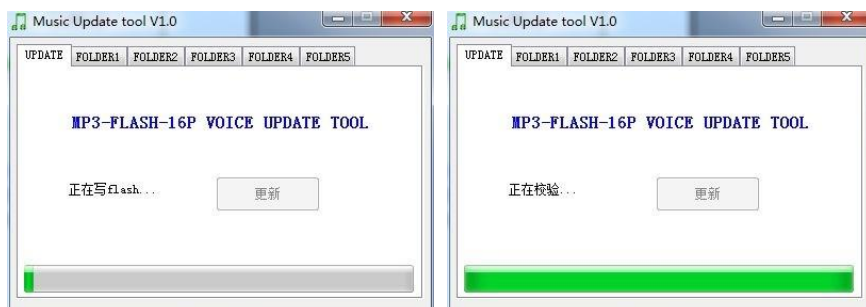 Music Update tool V1.0
UPDATE FOLDER1 FOLDER2 FOLDER3 FOLDER4 FOLDER5
MP3-FLASH-16P VOICE UPDATE TOOL
正在写flash...
更新
Music Update tool V1.0
UPDATE FOLDER1 FOLDER2 FOLDER3 FOLDER4 FOLDER5
MP3-FLASH-16P VOICE UPDATE TOOL
正在校验...
更新